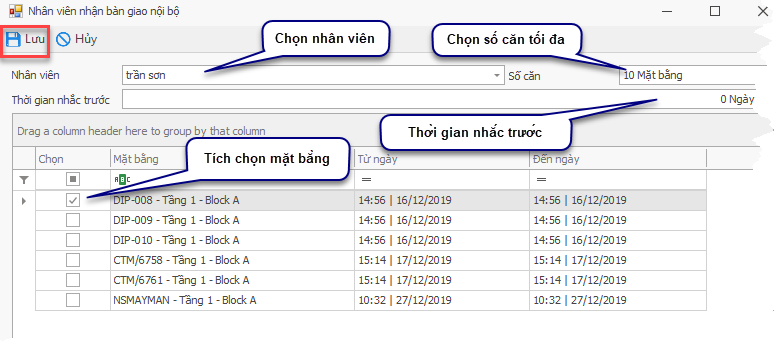 Nhân viên nhận bàn giao nội bộ
Lưu Hủy
Chọn nhân viên
Chọn số căn tối đa
Nhân viên trần sơn Số căn 10 Mặt bằng
Thời gian nhắc trước 0 Ngày
Drag a column header here to group by that column
Thời gian nhắc trước
Tích chọn mặt bằng
Chọn Mặt bằng Từ ngày Đến ngày
ABC = =
DIP-008 - Tầng 1 - Block A 14:56 | 16/12/2019 14:56 | 16/12/2019
DIP-009 - Tầng 1 - Block A 14:56 | 16/12/2019 14:56 | 16/12/2019
DIP-010 - Tầng 1 - Block A 14:56 | 16/12/2019 14:56 | 16/12/2019
CTM/6758 - Tầng 1 - Block A 15:14 | 17/12/2019 15:14 | 17/12/2019
CTM/6761 - Tầng 1 - Block A 15:14 | 17/12/2019 15:14 | 17/12/2019
NSMAYMAN - Tầng 1 - Block A 10:32 | 27/12/2019 10:32 | 27/12/2019